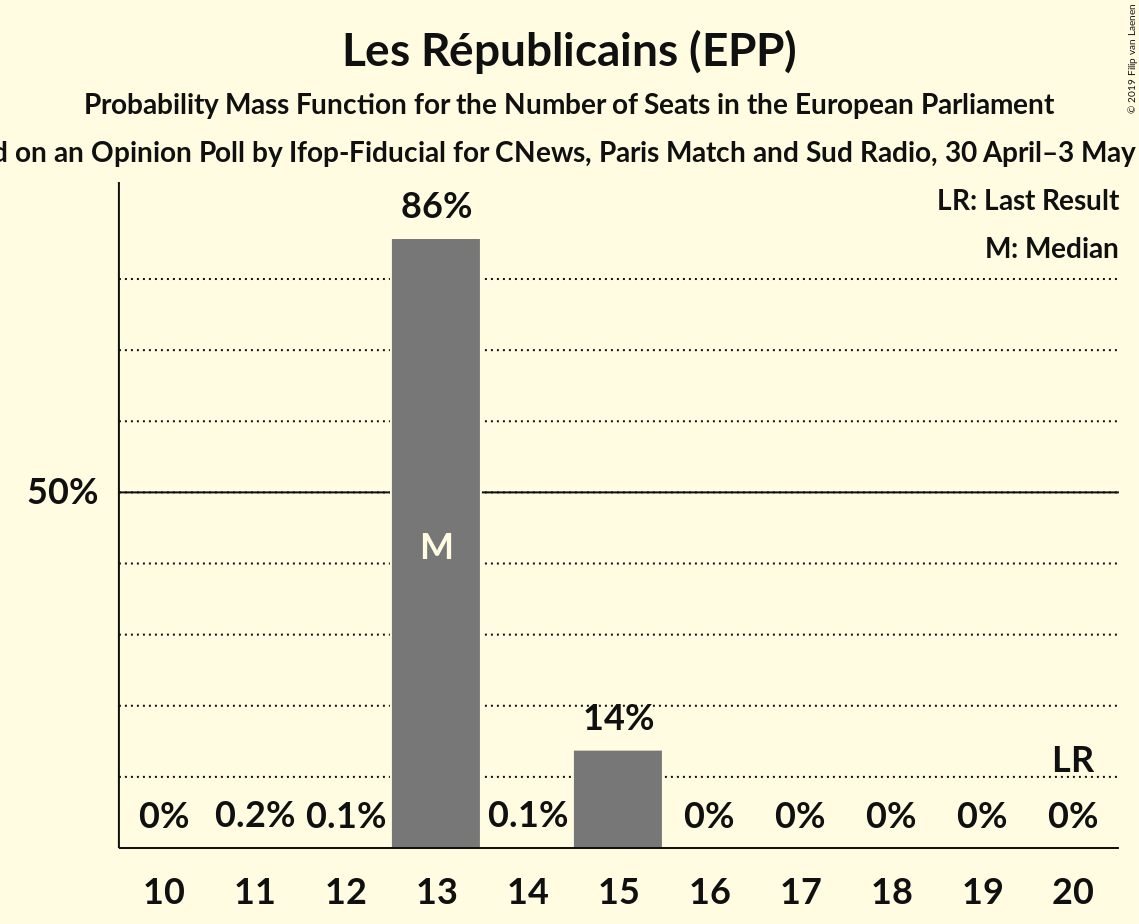 Les Républicains (EPP)
Probability Mass Function for the Number of Seats in the European Parliament
on an Opinion Poll by Ifop-Fiducial for CNews, Paris Match and Sud Radio, 30 April–3 May
© 2019 Filip van Laenen
LR: Last Result
M: Median
86%
50%
M
14%
LR
0% 0.2% 0.1% 0.1% 0% 0% 0% 0% 0%
10 11 12 13 14 15 16 17 18 19 20